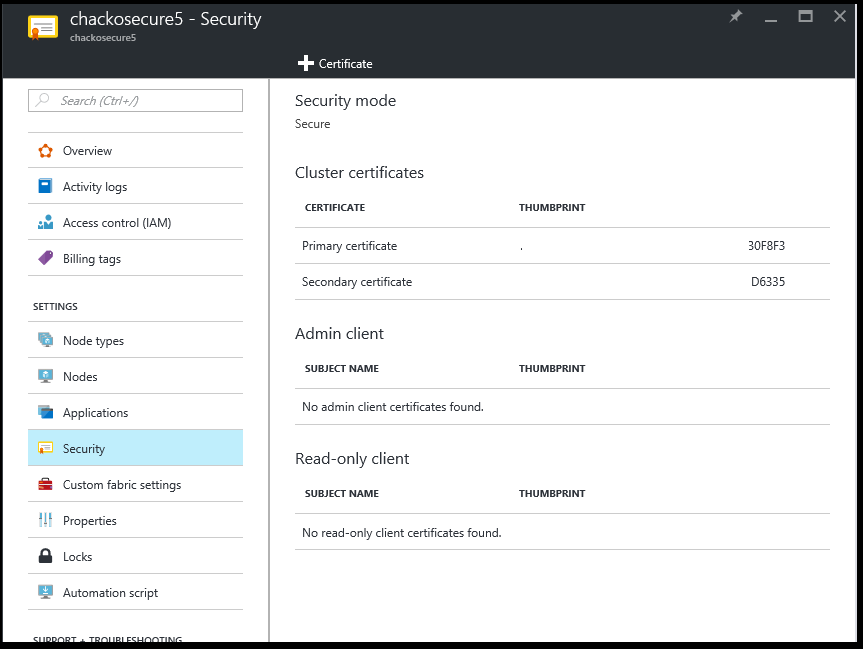 chackosecure5 - Security
chackosecure5
Certificate
Search (Ctrl+/)
Overview
Activity logs
Access control (IAM)
Billing tags
SETTINGS
Node types
Nodes
Applications
Security
Custom fabric settings
Properties
Locks
Automation script
SUPPORT + TROUBLESHOOTING
Security mode
Secure
Cluster certificates
CERTIFICATE THUMBPRINT
Primary certificate 30F8F3
Secondary certificate D6335
Admin client
SUBJECT NAME THUMBPRINT
No admin client certificates found.
Read-only client
SUBJECT NAME THUMBPRINT
No read-only client certificates found.